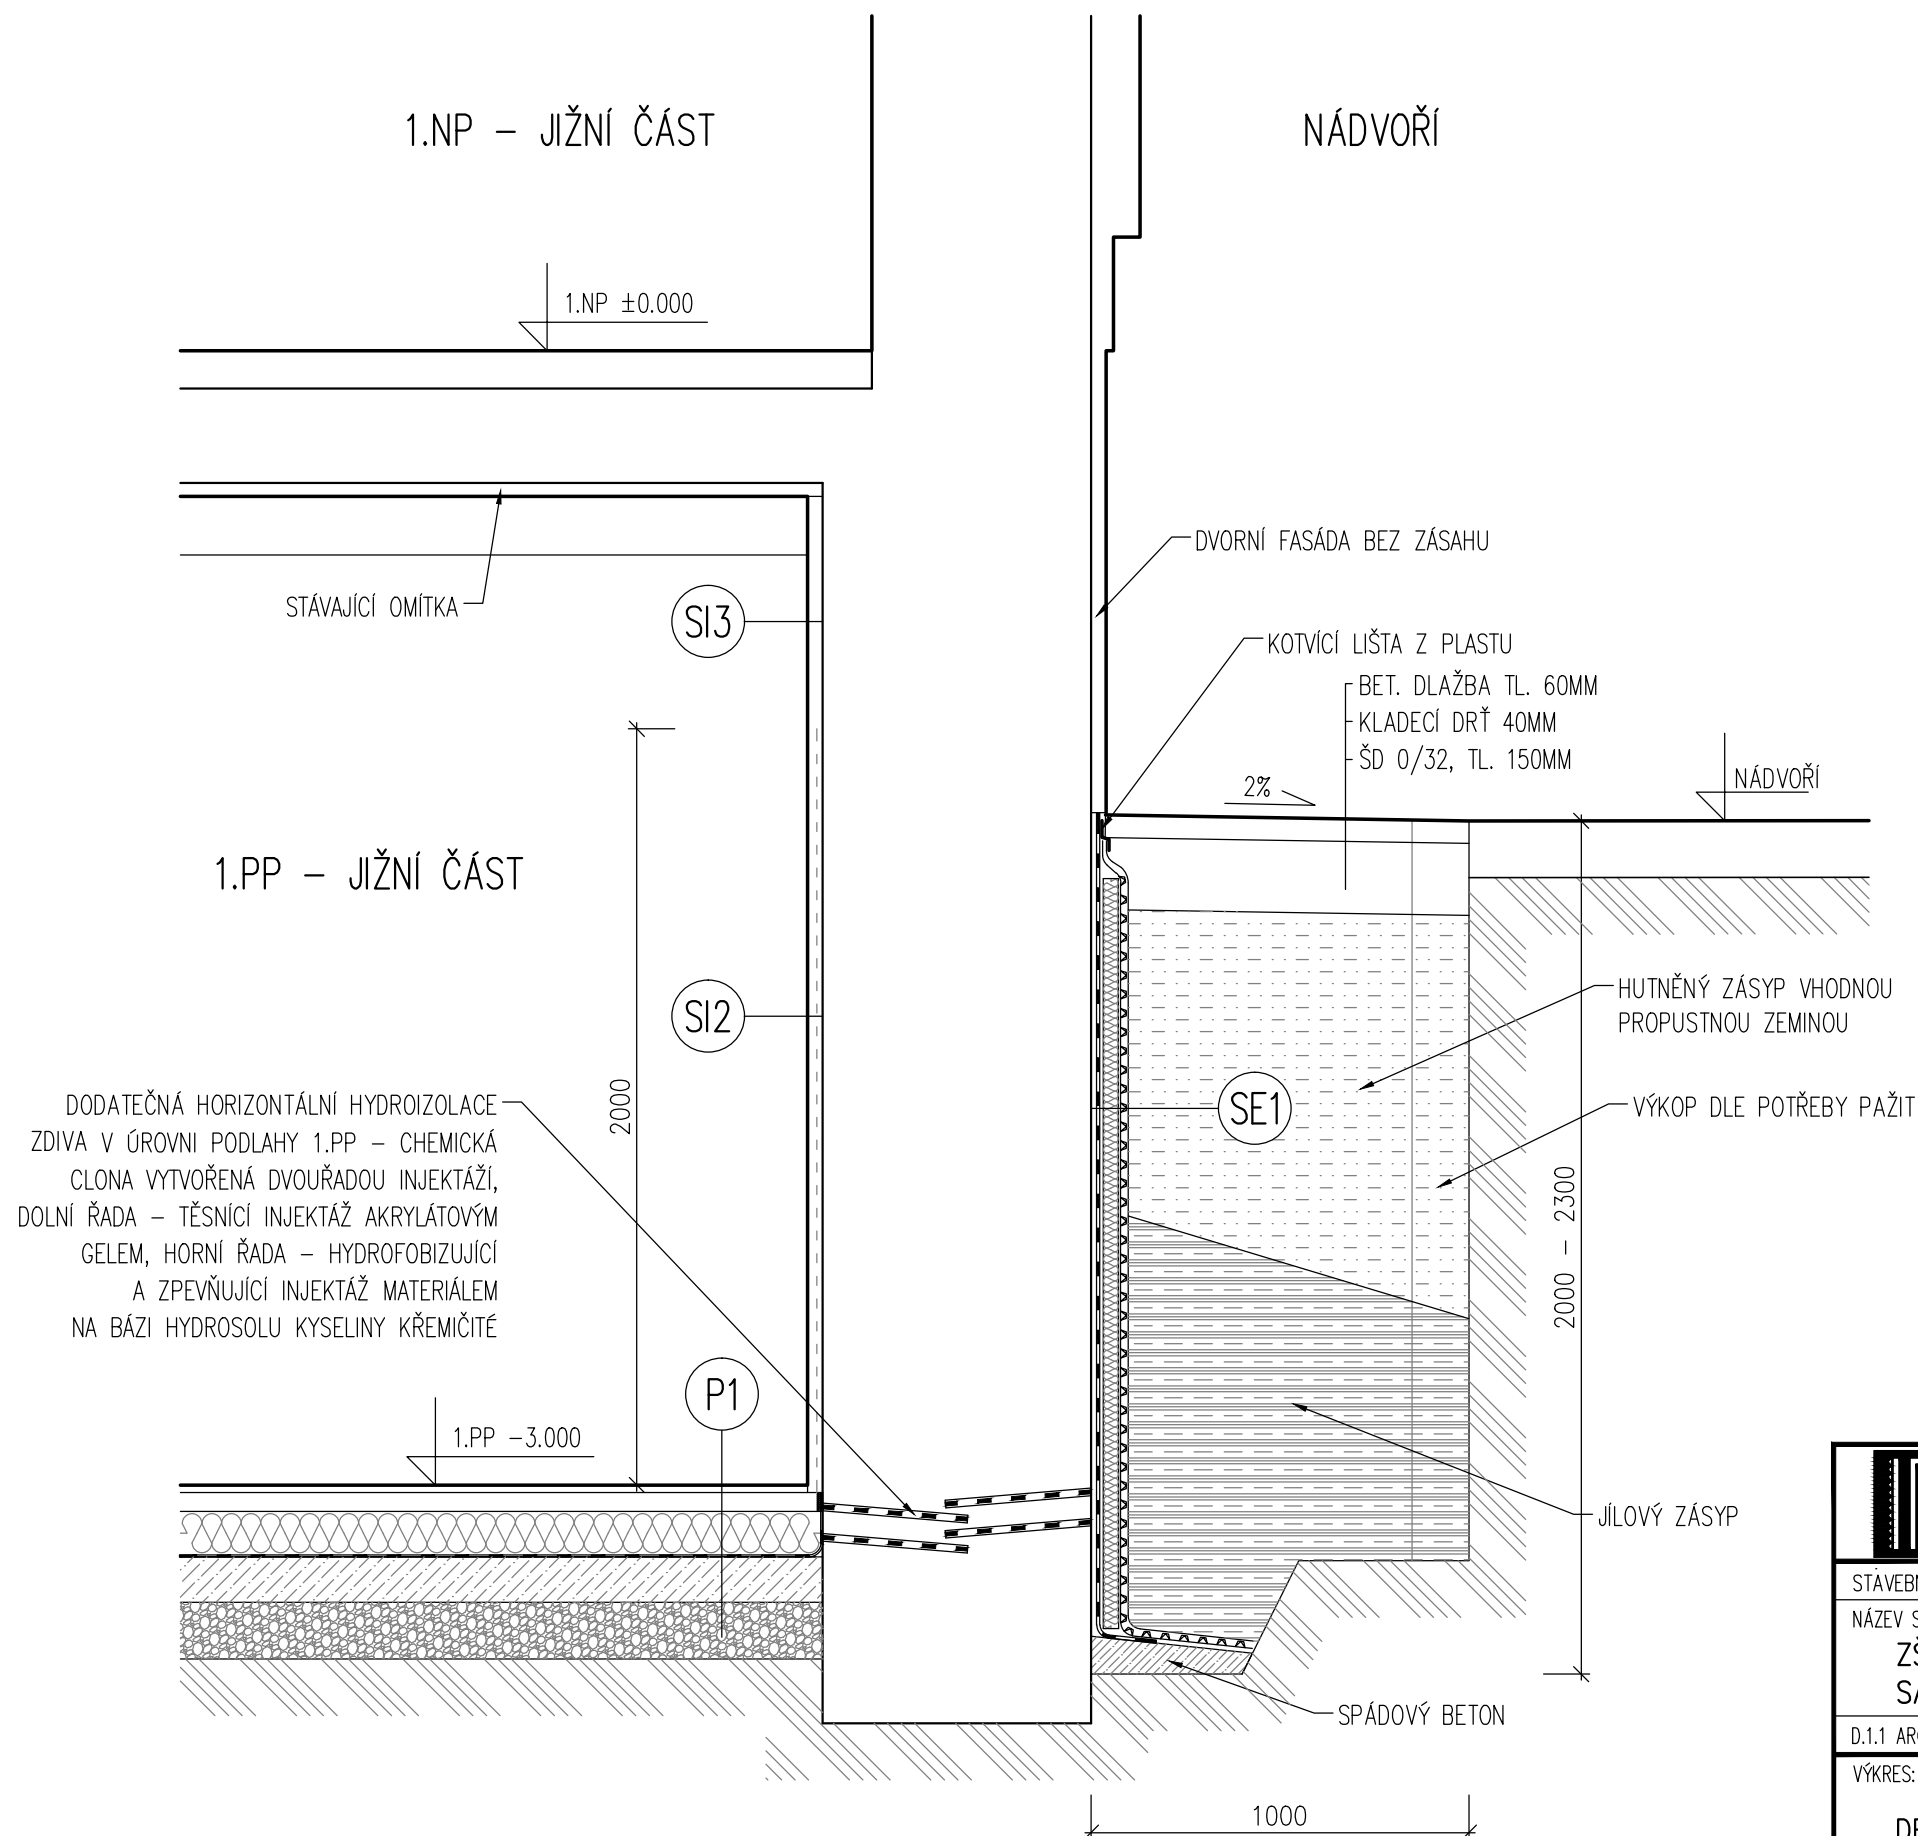 1.NP – JIŽNÍ ČÁST
NÁDVOŘÍ
1.NP ±0.000
DVORNÍ FASÁDA BEZ ZÁSAHU
STÁVAJÍCÍ OMÍTKA
SI3
KOTVÍCÍ LIŠTA Z PLASTU
BET. DLAŽBA TL. 60MM
KLADECÍ DRŤ 40MM
ŠD 0/32, TL. 150MM
2%
NÁDVOŘÍ
1.PP – JIŽNÍ ČÁST
HUTNĚNÝ ZÁSYP VHODNOU
PROPUSTNOU ZEMINOU
SI2
2000
SE1
VÝKOP DLE POTŘEBY PAŽIT
DODATEČNÁ HORIZONTÁLNÍ HYDROIZOLACE
ZDIVA V ÚROVNI PODLAHY 1.PP – CHEMICKÁ
CLONA VYTVOŘENÁ DVOUŘADOU INJEKTÁŽÍ,
DOLNÍ ŘADA – TĚSNÍCÍ INJEKTÁŽ AKRYLÁTOVÝM
GELEM, HORNÍ ŘADA – HYDROFOBIZUJÍCÍ
A ZPEVŇUJÍCÍ INJEKTÁŽ MATERIÁLEM
NA BÁZI HYDROSOLU KYSELINY KŘEMIČITÉ
2000 – 2300
P1
1.PP –3.000
JÍLOVÝ ZÁSYP
SPÁDOVÝ BETON
1000
NÁZEV
ZŠ
D.1.1
VÝKRES: